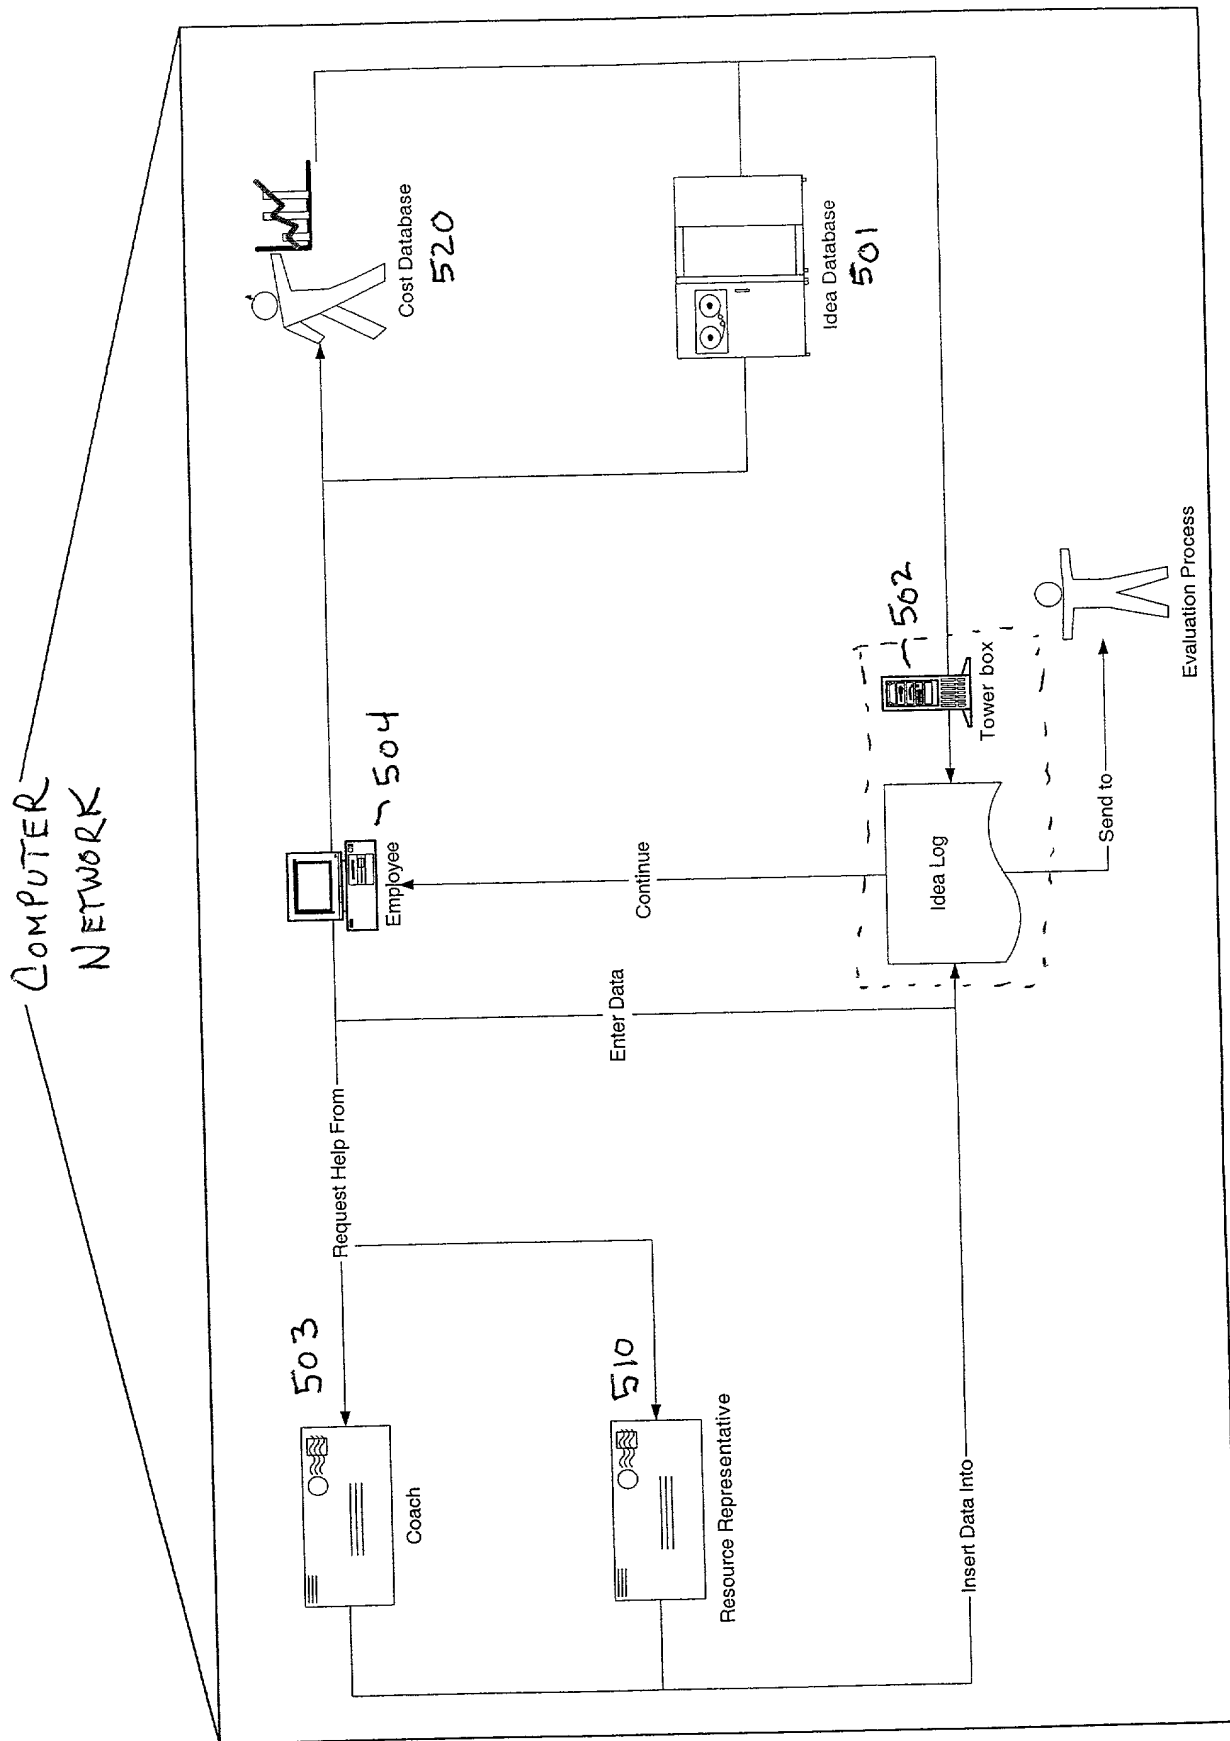 COMPUTER
NETWORK
503
Coach
Request Help From
504
Employee
Cost Database
520
510
Resource Representative
Enter Data
Continue
Idea Database
501
Insert Data Into
Idea Log
502
Tower box
Send to
Evaluation Process